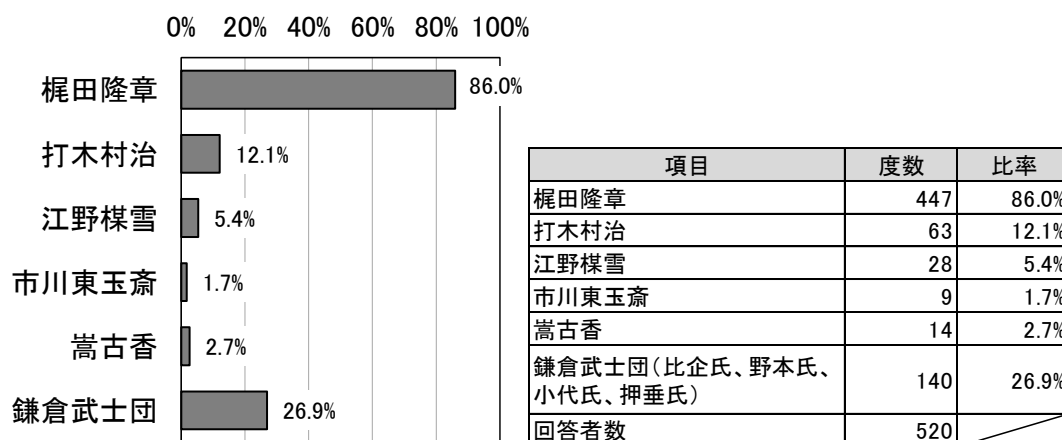 0% 20% 40% 60% 80% 100%
梶田隆章 86.0%
打木村治 12.1%
江野楳雪 5.4%
市川東玉斎 1.7%
嵩古香 2.7%
鎌倉武士団 26.9%
項目 度数 比率
梶田隆章 447 86.0%
打木村治 63 12.1%
江野楳雪 28 5.4%
市川東玉斎 9 1.7%
嵩古香 14 2.7%
鎌倉武士団(比企氏、野本氏、
小代氏、押垂氏) 140 26.9%
回答者数 520